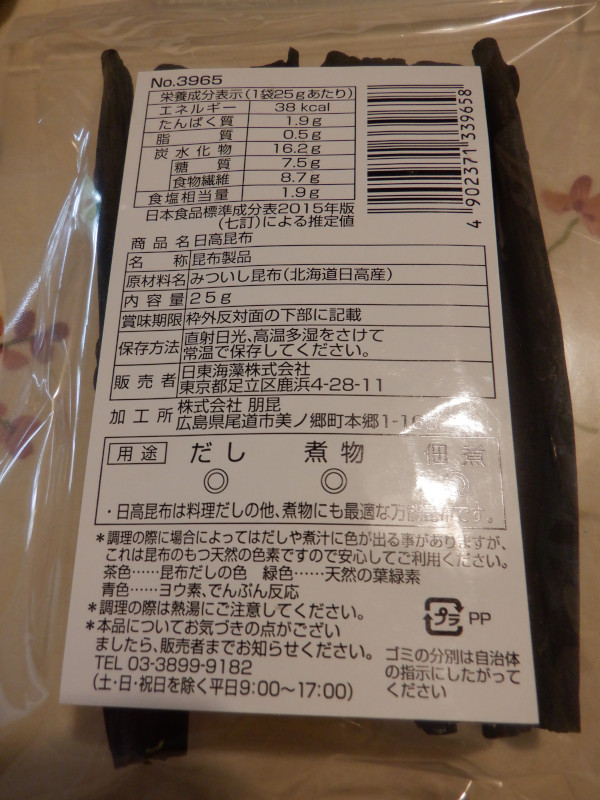 No.3965
栄養成分表示(1袋25gあたり)
エネルギー 38 kcal
たんぱく質 1.9g
脂質 0.5g
炭水化物 16.2g
糖質 7.5g
食物繊維 8.7g
食塩相当量 1.9g
日本食品標準成分表2015年版
(七訂)による推定値
4 902371 339658
商品名 日高昆布
名称 昆布製品
原材料名 みついし昆布(北海道日高産)
内容量 25g
賞味期限 枠外反対面の下部に記載
保存方法 直射日光、高温多湿をさけて
常温で保存してください。
販売者 日東海藻株式会社
東京都足立区鹿浜4-28-11
加工所 株式会社 朋昆
広島県尾道市美ノ郷町本郷1-1
用途 だし 煮物 佃煮
◎ ◎ ◎
・日高昆布は料理だしの他、煮物にも最適な万能昆布です。
*調理の際に場合によってはだしや煮汁に色が出る事がありますが、
これは昆布のもつ天然の色素ですので安心してご利用ください。
茶色……昆布だしの色 緑色……天然の葉緑素
青色……ヨウ素、でんぷん反応
*調理の際は熱湯にご注意してください。
*本品についてお気づきの点がござい
ましたら、販売者までお知らせください。
TEL 03-3899-9182
(土・日・祝日を除く平日9:00〜17:00)
プラ PP
ゴミの分別は自治体
の指示にしたがって
ください